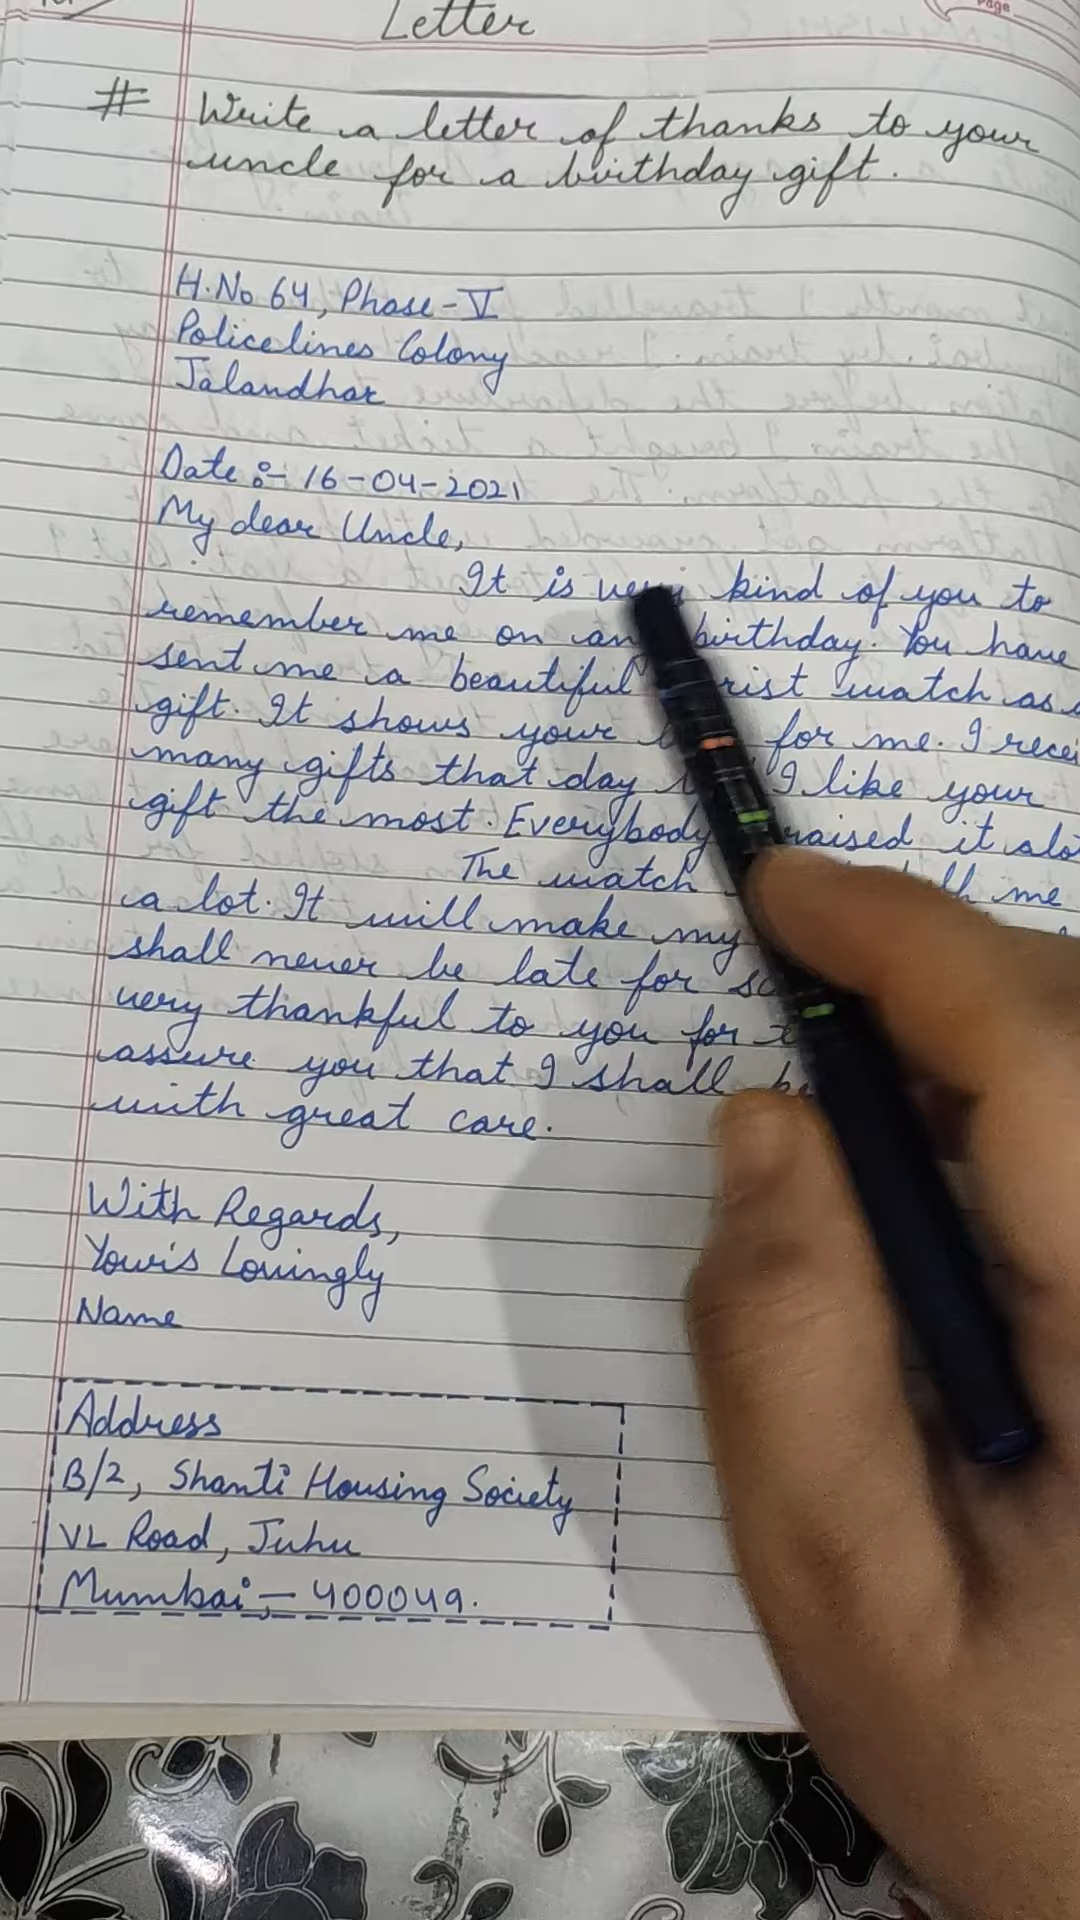 Letter
Page
# Write a letter of thanks to your
uncle for a birthday gift.
H.No 64, Phase-V
Policelines Colony
Jalandhar
Date :- 16-04-2021
My dear Uncle,
It is very kind of you to
remember me on birthday. You have
sent me a beautiful watch as
gift. It shows your for me. I
many gifts that day I like your
gift the most. Everybody it
The watch me
a lot. It will make my
shall never be late for
very thankful to you for
assure you that I shall
with great care.
With Regards,
Your's Lovingly
Name
Address
B/2, Shanti Housing Society
VL Road, Juhu
Mumbai,- 400049.